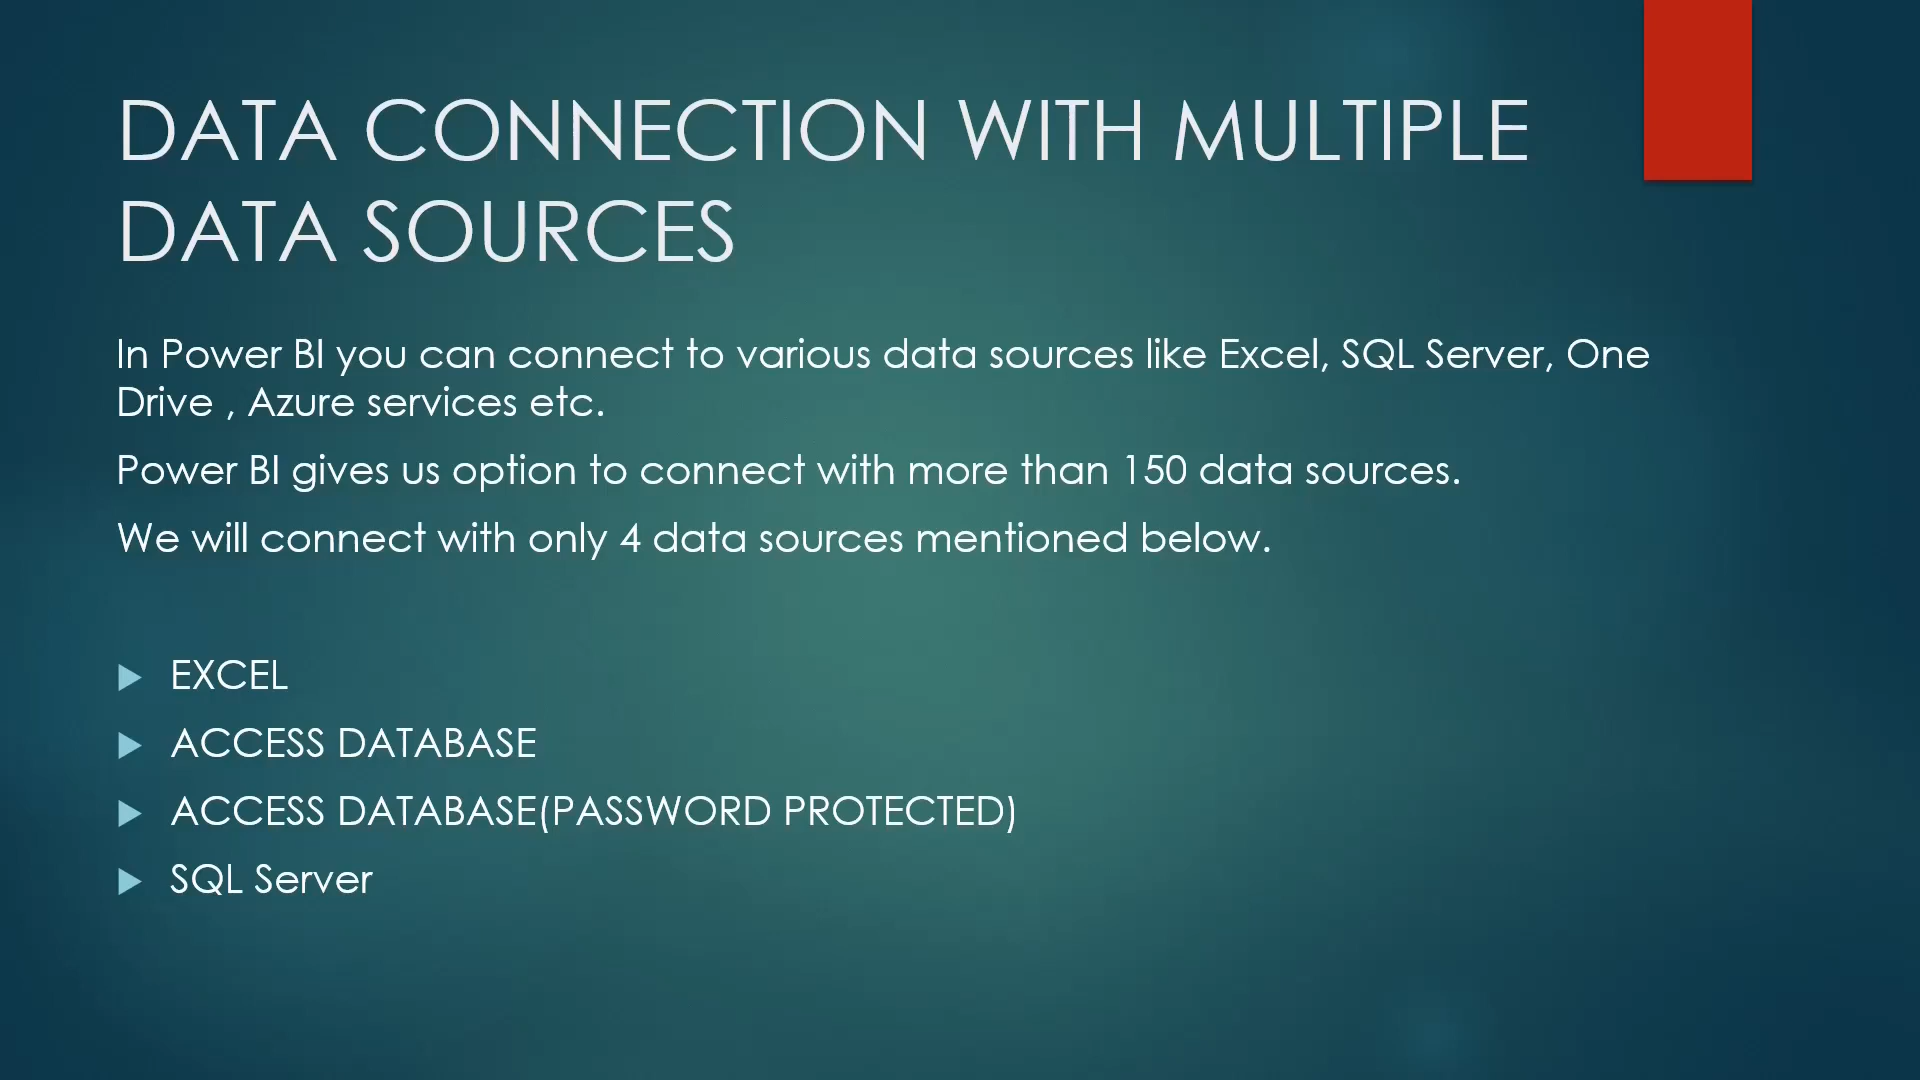 DATA CONNECTION WITH MULTIPLE
DATA SOURCES
In Power BI you can connect to various data sources like Excel, SQL Server, One
Drive , Azure services etc.
Power BI gives us option to connect with more than 150 data sources.
We will connect with only 4 data sources mentioned below.
EXCEL
ACCESS DATABASE
ACCESS DATABASE(PASSWORD PROTECTED)
SQL Server